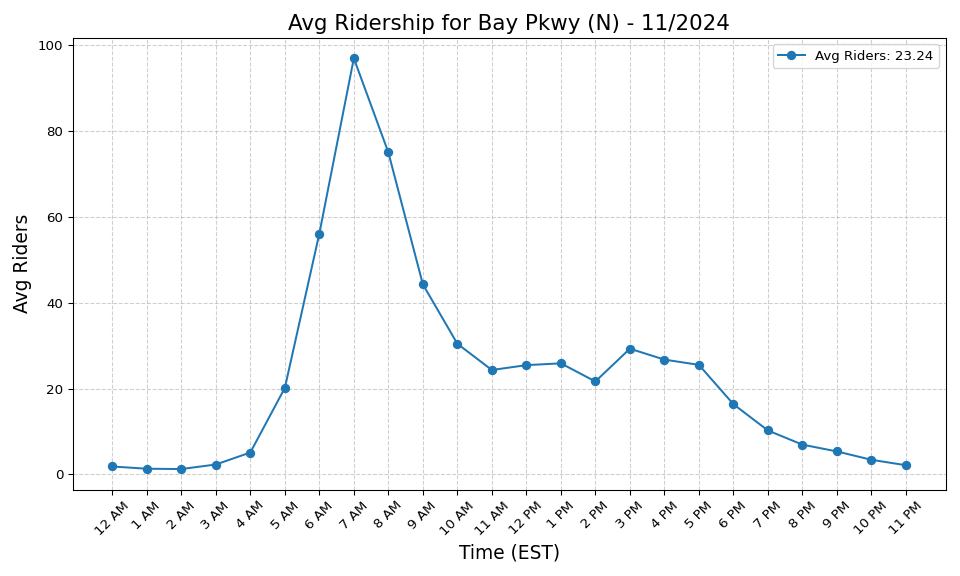 Avg Ridership for Bay Pkwy (N) - 11/2024
Avg Riders: 23.24
Avg Riders
100
80
60
40
20
0
12 AM
1 AM
2 AM
3 AM
4 AM
5 AM
6 AM
7 AM
8 AM
9 AM
10 AM
11 AM
12 PM
1 PM
2 PM
3 PM
4 PM
5 PM
6 PM
7 PM
8 PM
9 PM
10 PM
11 PM
Time (EST)